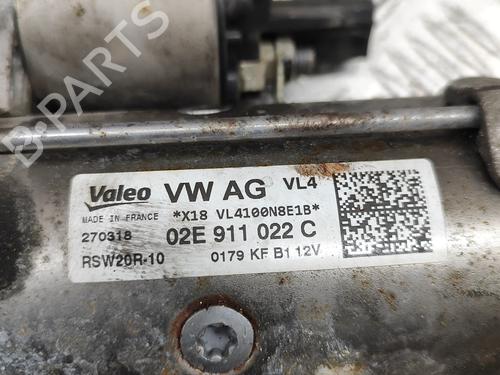 B-PARTS
Valeo VW AG VL4
MADE IN FRANCE *X18 VL4100N8E1B*
270318 02E 911 022 C
RSW20R-10 0179 KF B1 12V